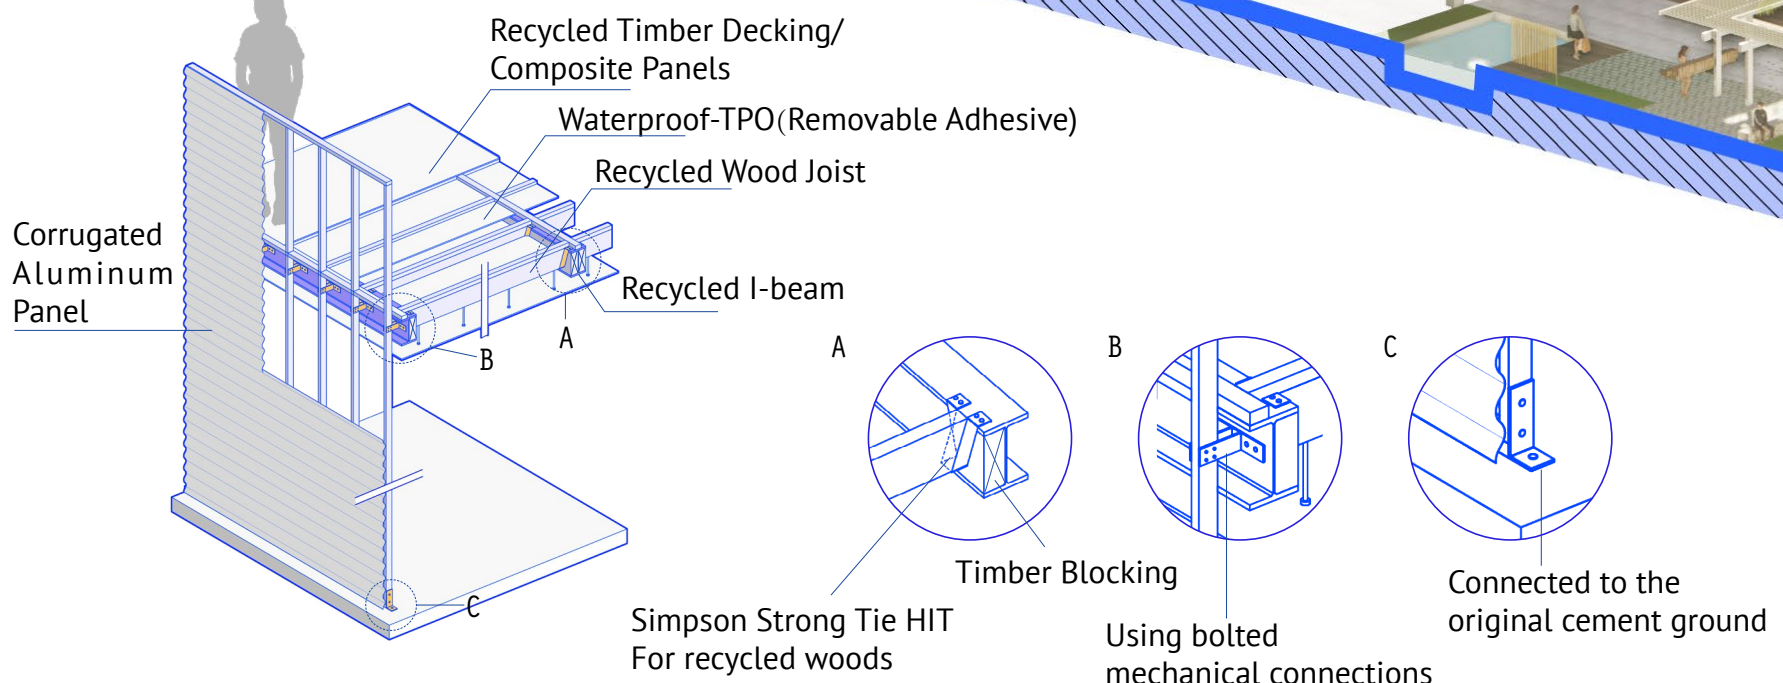 Recycled Timber Decking/
Composite Panels
Waterproof-TPO(Removable Adhesive)
Recycled Wood Joist
Corrugated
Aluminum
Panel
Recycled I-beam
A
B
C
A
B
C
Timber Blocking
Simpson Strong Tie HIT
For recycled woods
Using bolted
mechanical connections
Connected to the
original cement ground